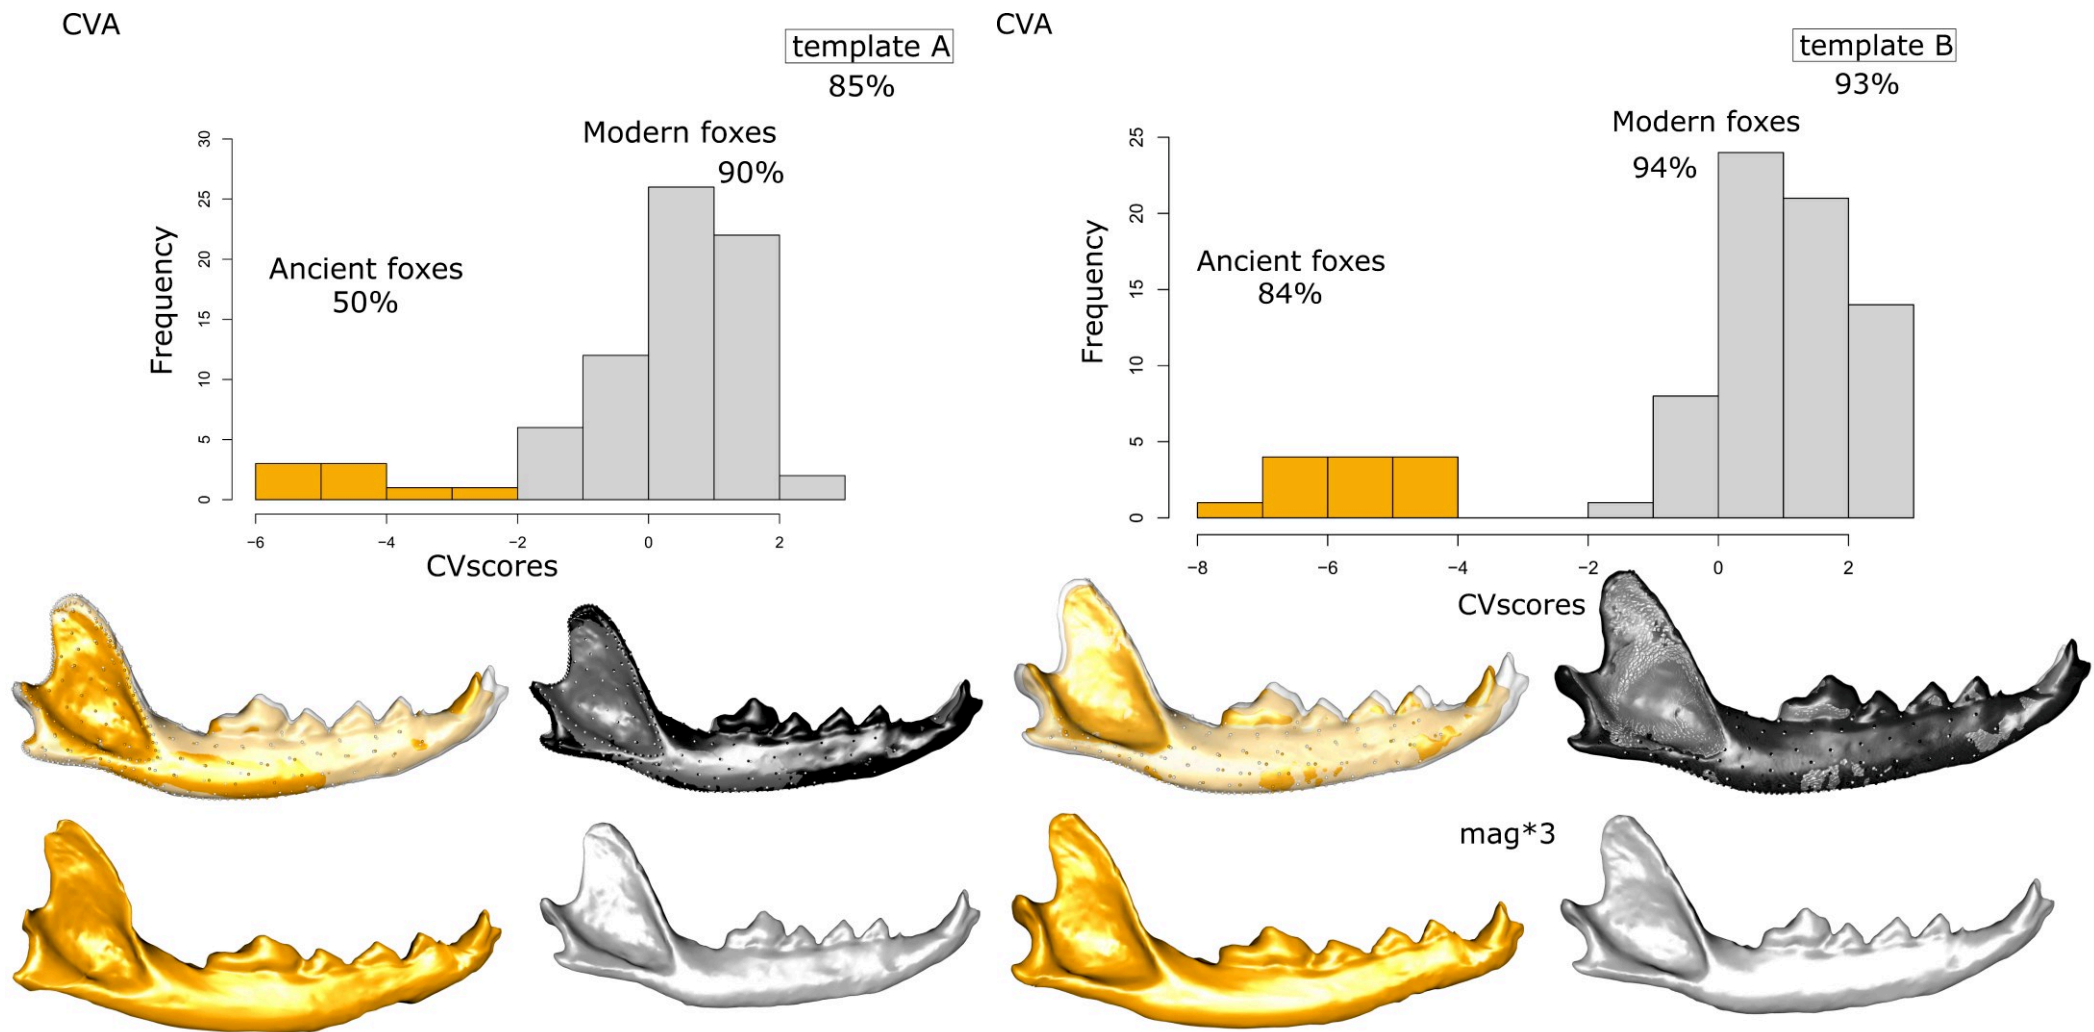 CVA
template A
85%
Modern foxes
90%
Ancient foxes
50%
Frequency
30
25
20
15
10
5
0
−6
−4
−2
0
2
CVscores
CVA
template B
93%
Modern foxes
94%
Ancient foxes
84%
Frequency
25
20
15
10
5
0
−8
−6
−4
−2
0
2
CVscores
mag*3